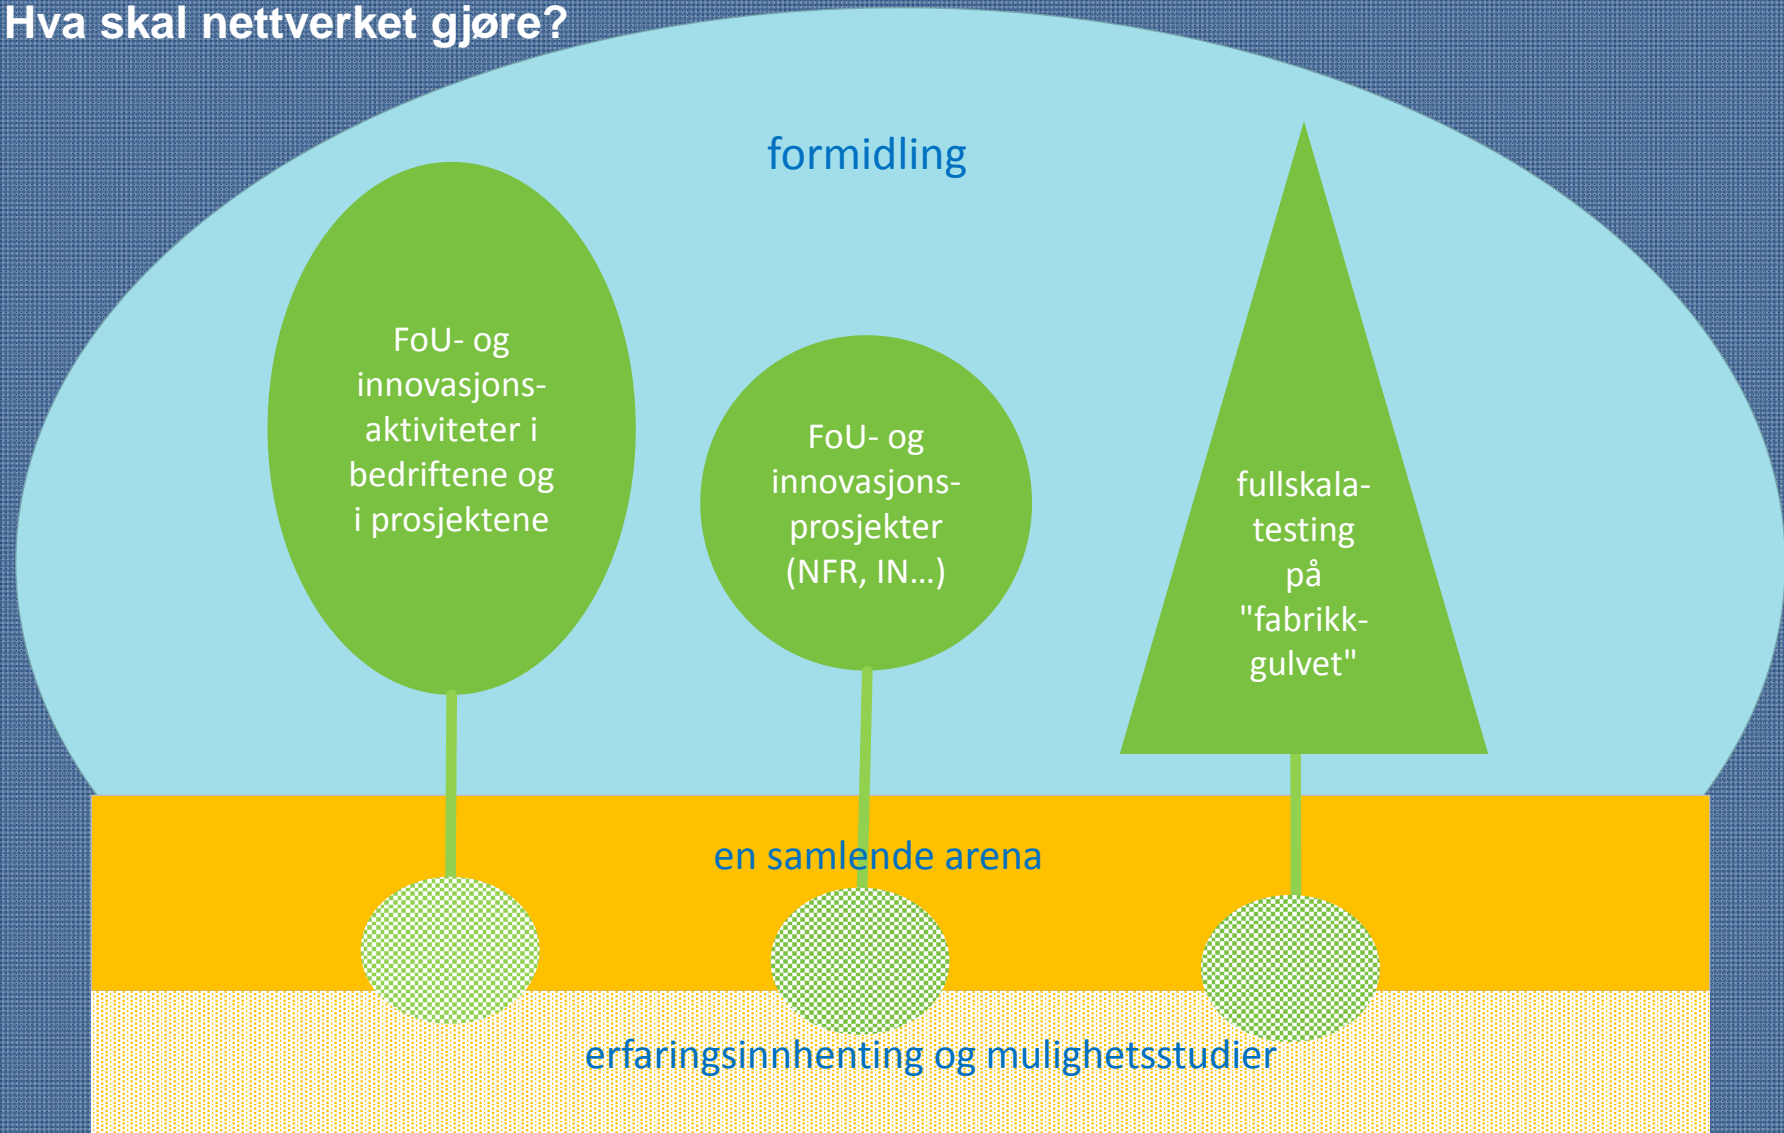 Hva skal nettverket gjøre?
formidling
FoU- og
innovasjons-
aktiviteter i
bedriftene og
i prosjektene
FoU- og
innovasjons-
prosjekter
(NFR, IN...)
fullskala-
testing
på
"fabrikk-
gulvet"
en samlende arena
erfaringsinnhenting og mulighetsstudier